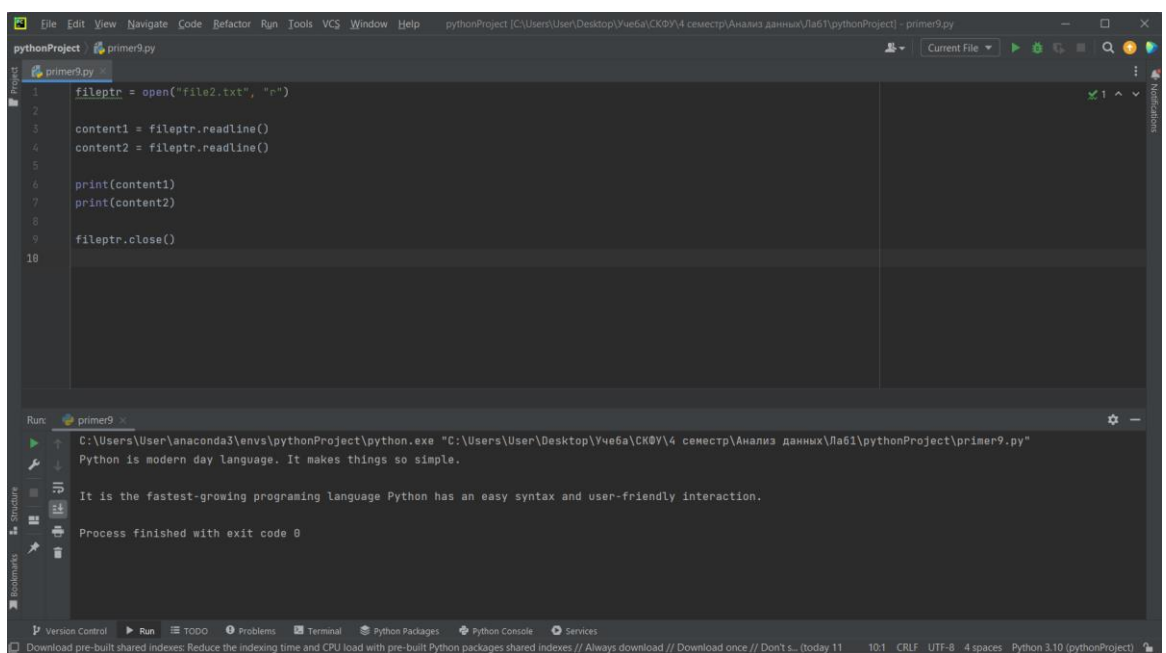 File Edit View Navigate Code Refactor Run Tools VCS Window Help pythonProject [C:\Users\User\Desktop\Учеба\СКФУ\4 семестр\Анализ данных\Лаб1\pythonProject] - primer9.py
pythonProject primer9.py Current File
Project primer9.py Notifications
1 fileptr = open("file2.txt", "r") 1
2
3 content1 = fileptr.readline()
4 content2 = fileptr.readline()
5
6 print(content1)
7 print(content2)
8
9 fileptr.close()
10
Run: primer9
C:\Users\User\anaconda3\envs\pythonProject\python.exe "C:\Users\User\Desktop\Учеба\СКФУ\4 семестр\Анализ данных\Лаб1\pythonProject\primer9.py"
Python is modern day language. It makes things so simple.
It is the fastest-growing programing language Python has an easy syntax and user-friendly interaction.
Process finished with exit code 0
Structure
Bookmarks
Version Control Run TODO Problems Terminal Python Packages Python Console Services
Download pre-built shared indexes: Reduce the indexing time and CPU load with pre-built Python packages shared indexes // Always download // Download once // Don't s... (today 11 10:1 CRLF UTF-8 4 spaces Python 3.10 (pythonProject)